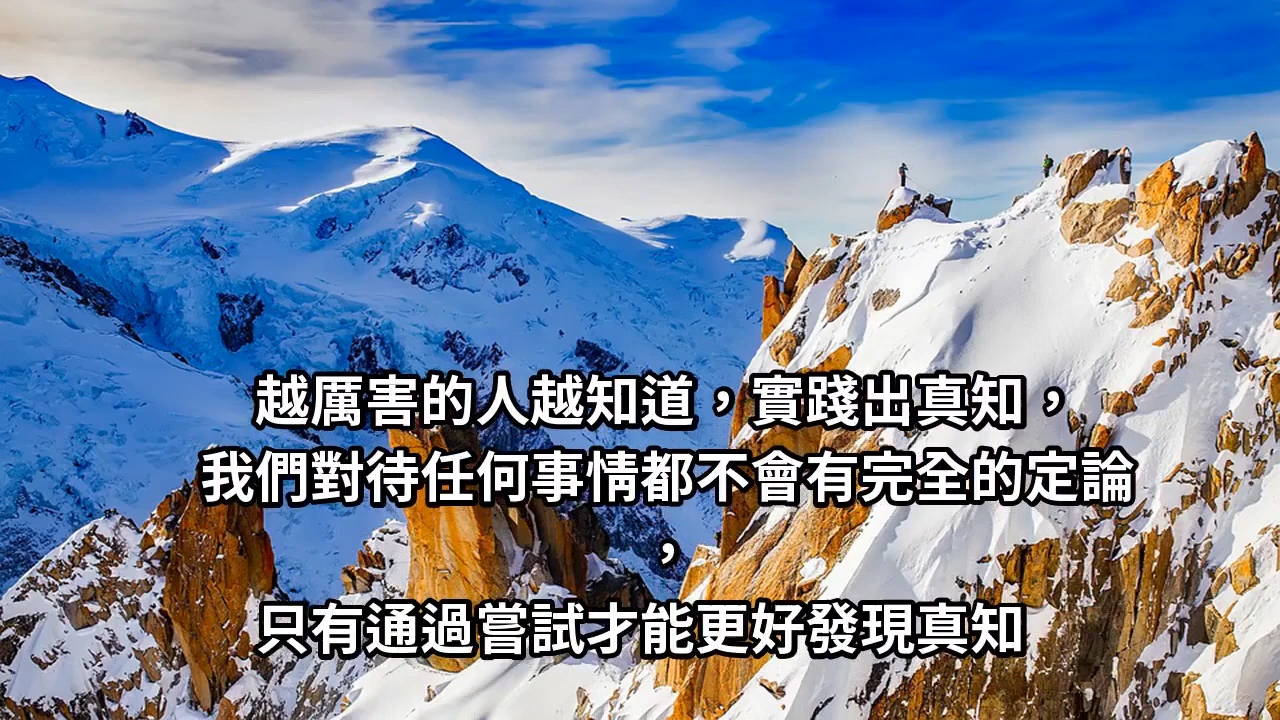 越厲害的人越知道，實踐出真知，
我們對待任何事情都不會有完全的定論
，
只有通過嘗試才能更好發現真知